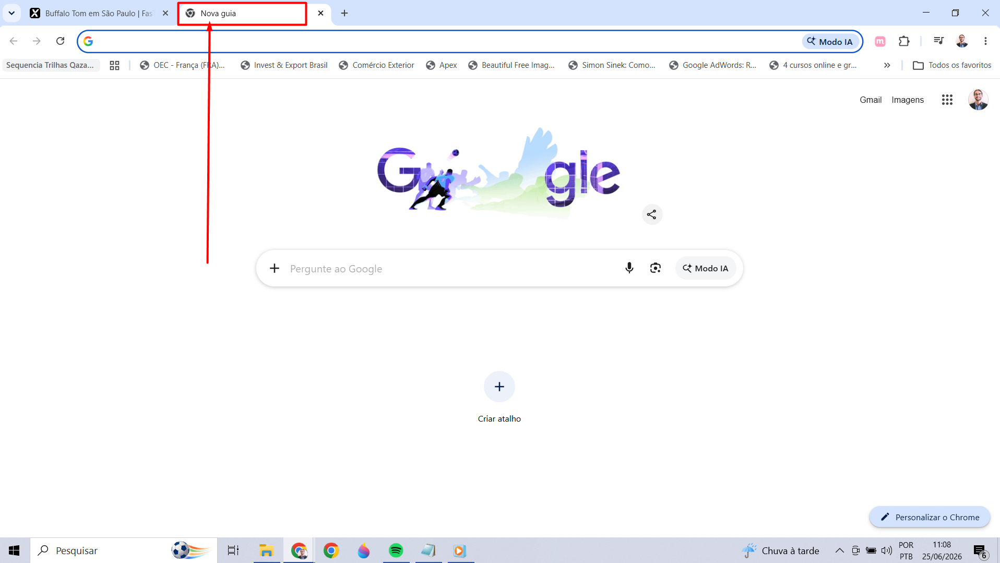 Buffalo Tom em São Paulo | Fas
Nova guia
Modo IA
Sequencia Trilhas Qaza...
OEC - França (FRA)...
Invest & Export Brasil
Comércio Exterior
Apex
Beautiful Free Imag...
Simon Sinek: Como...
Google AdWords: R...
4 cursos online e gr...
Todos os favoritos
Gmail
Imagens
Google
Pergunte ao Google
Modo IA
Criar atalho
Personalizar o Chrome
Pesquisar
Chuva à tarde
POR
PTB
11:08
25/06/2026
6